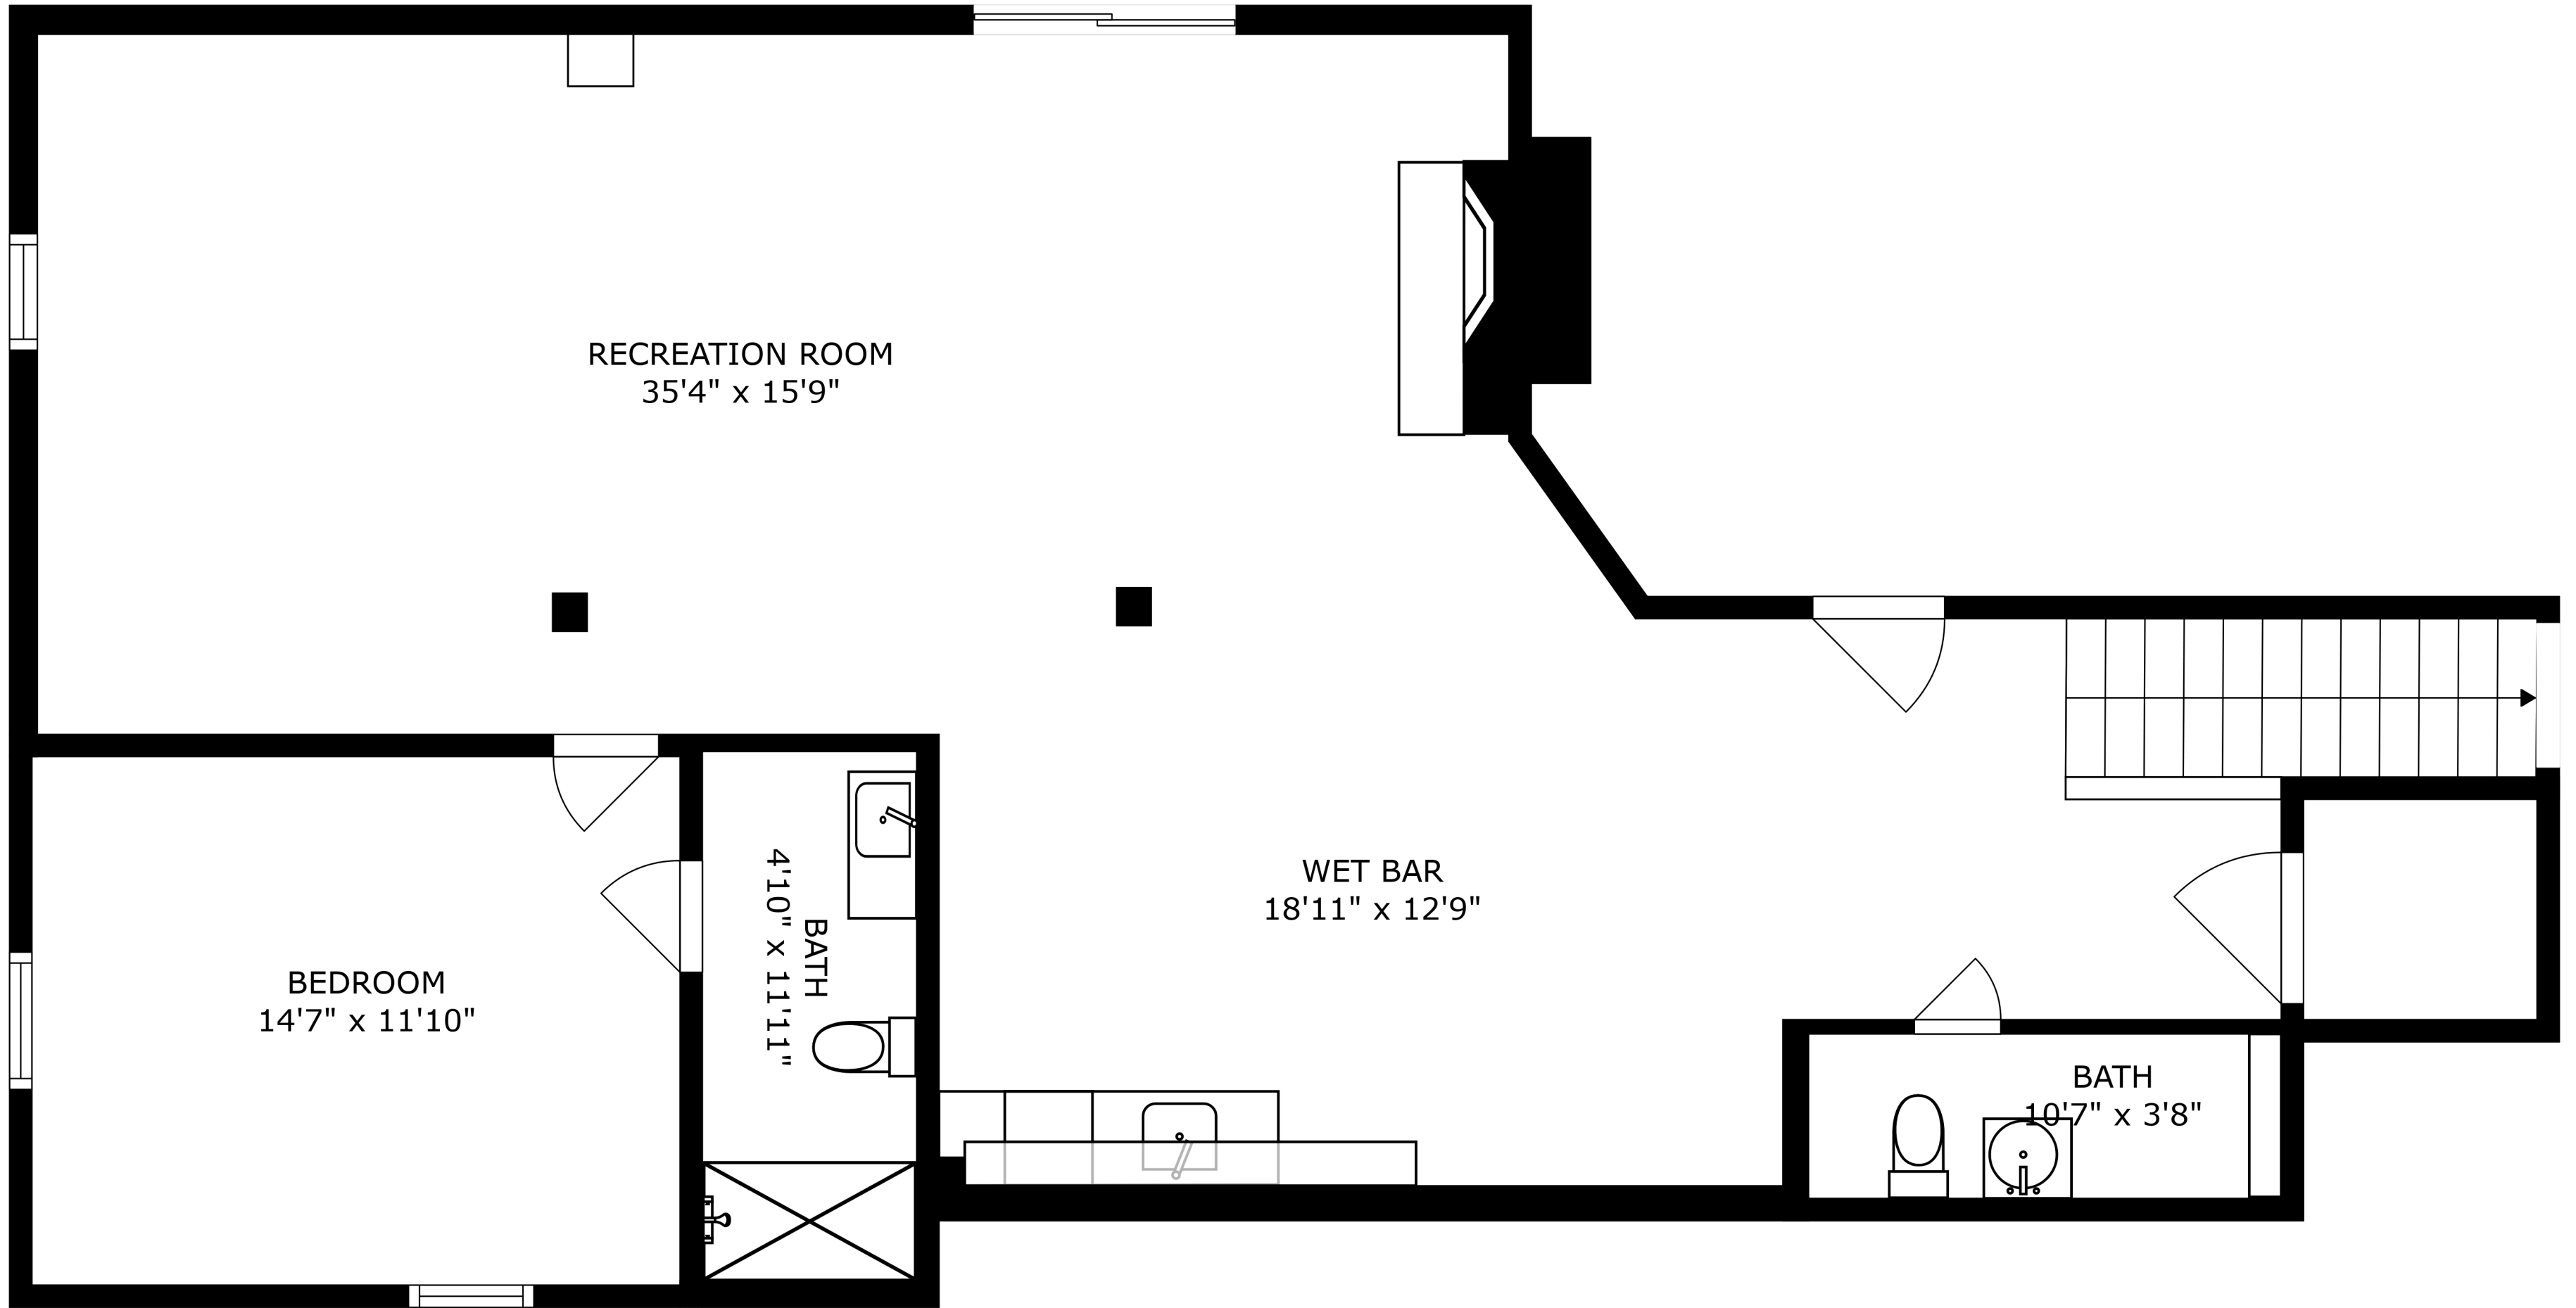 RECREATION ROOM
35'4" x 15'9"
WET BAR
18'11" x 12'9"
BATH
4'10" x 11'11"
BEDROOM
14'7" x 11'10"
BATH
10'7" x 3'8"